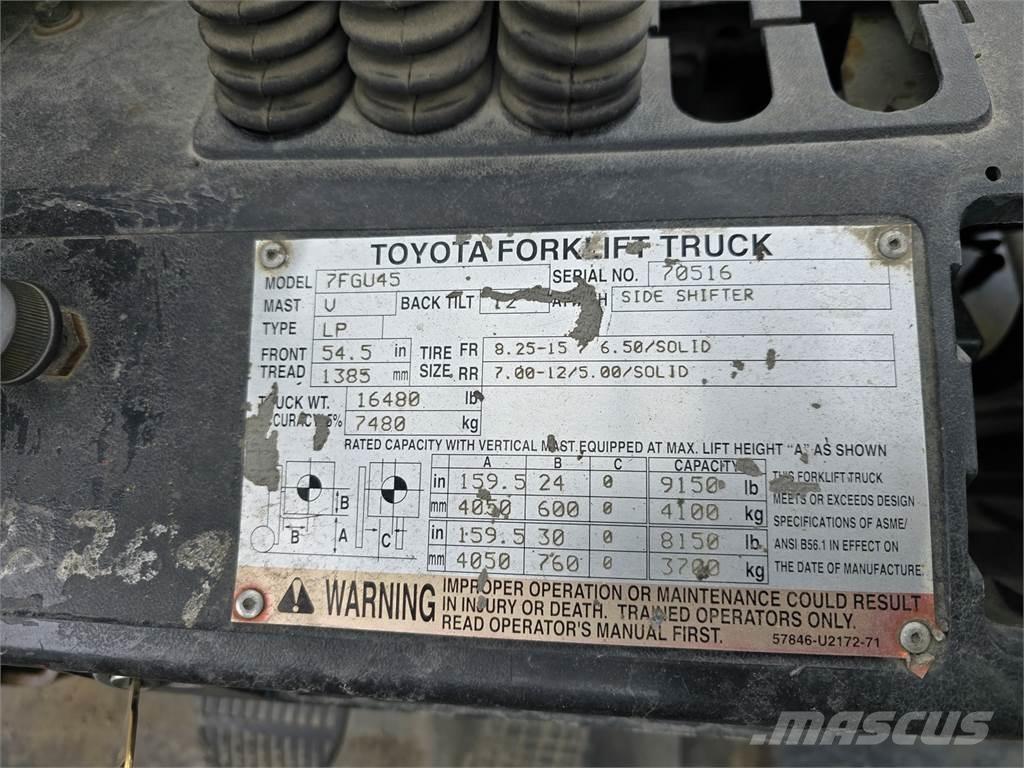 TOYOTA FORKLIFT TRUCK
MODEL 7FGU45 SERIAL NO. 70516
MAST V BACK TILT SIDE SHIFTER
TYPE LP
FRONT TREAD 54.5 in 1385 mm
TIRE SIZE FR 8.25-15 / 6.50/SOLID
RR 7.00-12/5.00/SOLID
TRUCK WT. 16480 lb
5% 7480 kg
RATED CAPACITY WITH VERTICAL MAST EQUIPPED AT MAX. LIFT HEIGHT "A" AS SHOWN
A B C CAPACITY
in 159.5 24 0 9150 lb
mm 4050 600 0 4100 kg
in 159.5 30 0 8150 lb
mm 4050 760 0 3700 kg
B
B A C
THIS FORKLIFT TRUCK
MEETS OR EXCEEDS DESIGN
SPECIFICATIONS OF ASME/
ANSI B56.1 IN EFFECT ON
THE DATE OF MANUFACTURE.
WARNING
IMPROPER OPERATION OR MAINTENANCE COULD RESULT
IN INJURY OR DEATH. TRAINED OPERATORS ONLY.
READ OPERATOR'S MANUAL FIRST.
57846-U2172-71
MASCUS